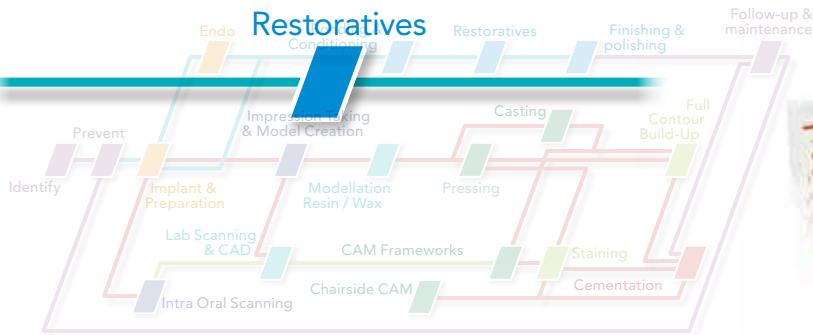 Restoratives
Endo
Bonding &
Conditioning
Restoratives
Finishing &
polishing
Follow-up &
maintenance
Prevent
Impression Taking
& Model Creation
Casting
Full
Contour
Build-Up
Identify
Implant &
Preparation
Modellation
Resin / Wax
Pressing
Lab Scanning
& CAD
CAM Frameworks
Staining
Intra Oral Scanning
Chairside CAM
Cementation